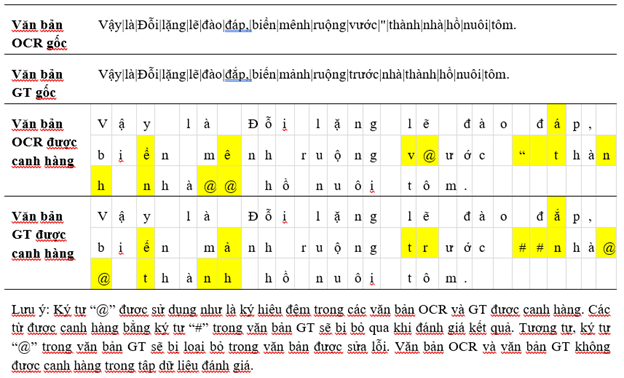 Văn bản OCR gốc
Vậy|là|Đỗi|lặng|lẽ|đào|đáp,|biển|mênh|ruộng|vước|"|thành|nhà|hồ|nuôi|tôm.
Văn bản GT gốc
Vậy|là|Đỗi|lặng|lẽ|đào|đắp,|biến|mảnh|ruộng|trước|nhà|thành|hồ|nuôi|tôm.
Văn bản OCR được canh hàng
V ậ y l à Đ ỗ i l ặ n g l ẽ đ à o đ á p ,
b i ể n m ê n h r u ộ n g v @ ư ớ c “ t h à n
h n h à @ @ h ồ n u ô i t ô m .
Văn bản GT được canh hàng
V ậ y l à Đ ỗ i l ặ n g l ẽ đ à o đ ắ p ,
b i ế n m ả n h r u ộ n g t r ư ớ c # # n h à @
@ t h à n h h ồ n u ô i t ô m .
Lưu ý: Ký tự “@” được sử dụng như là ký hiệu đệm trong các văn bản OCR và GT được canh hàng. Các
từ được canh hàng bằng ký tự “#” trong văn bản GT sẽ bị bỏ qua khi đánh giá kết quả. Tương tự, ký tự
“@” trong văn bản GT sẽ bị loại bỏ trong văn bản được sửa lỗi. Văn bản OCR và văn bản GT không
được canh hàng trong tập dữ liệu đánh giá.